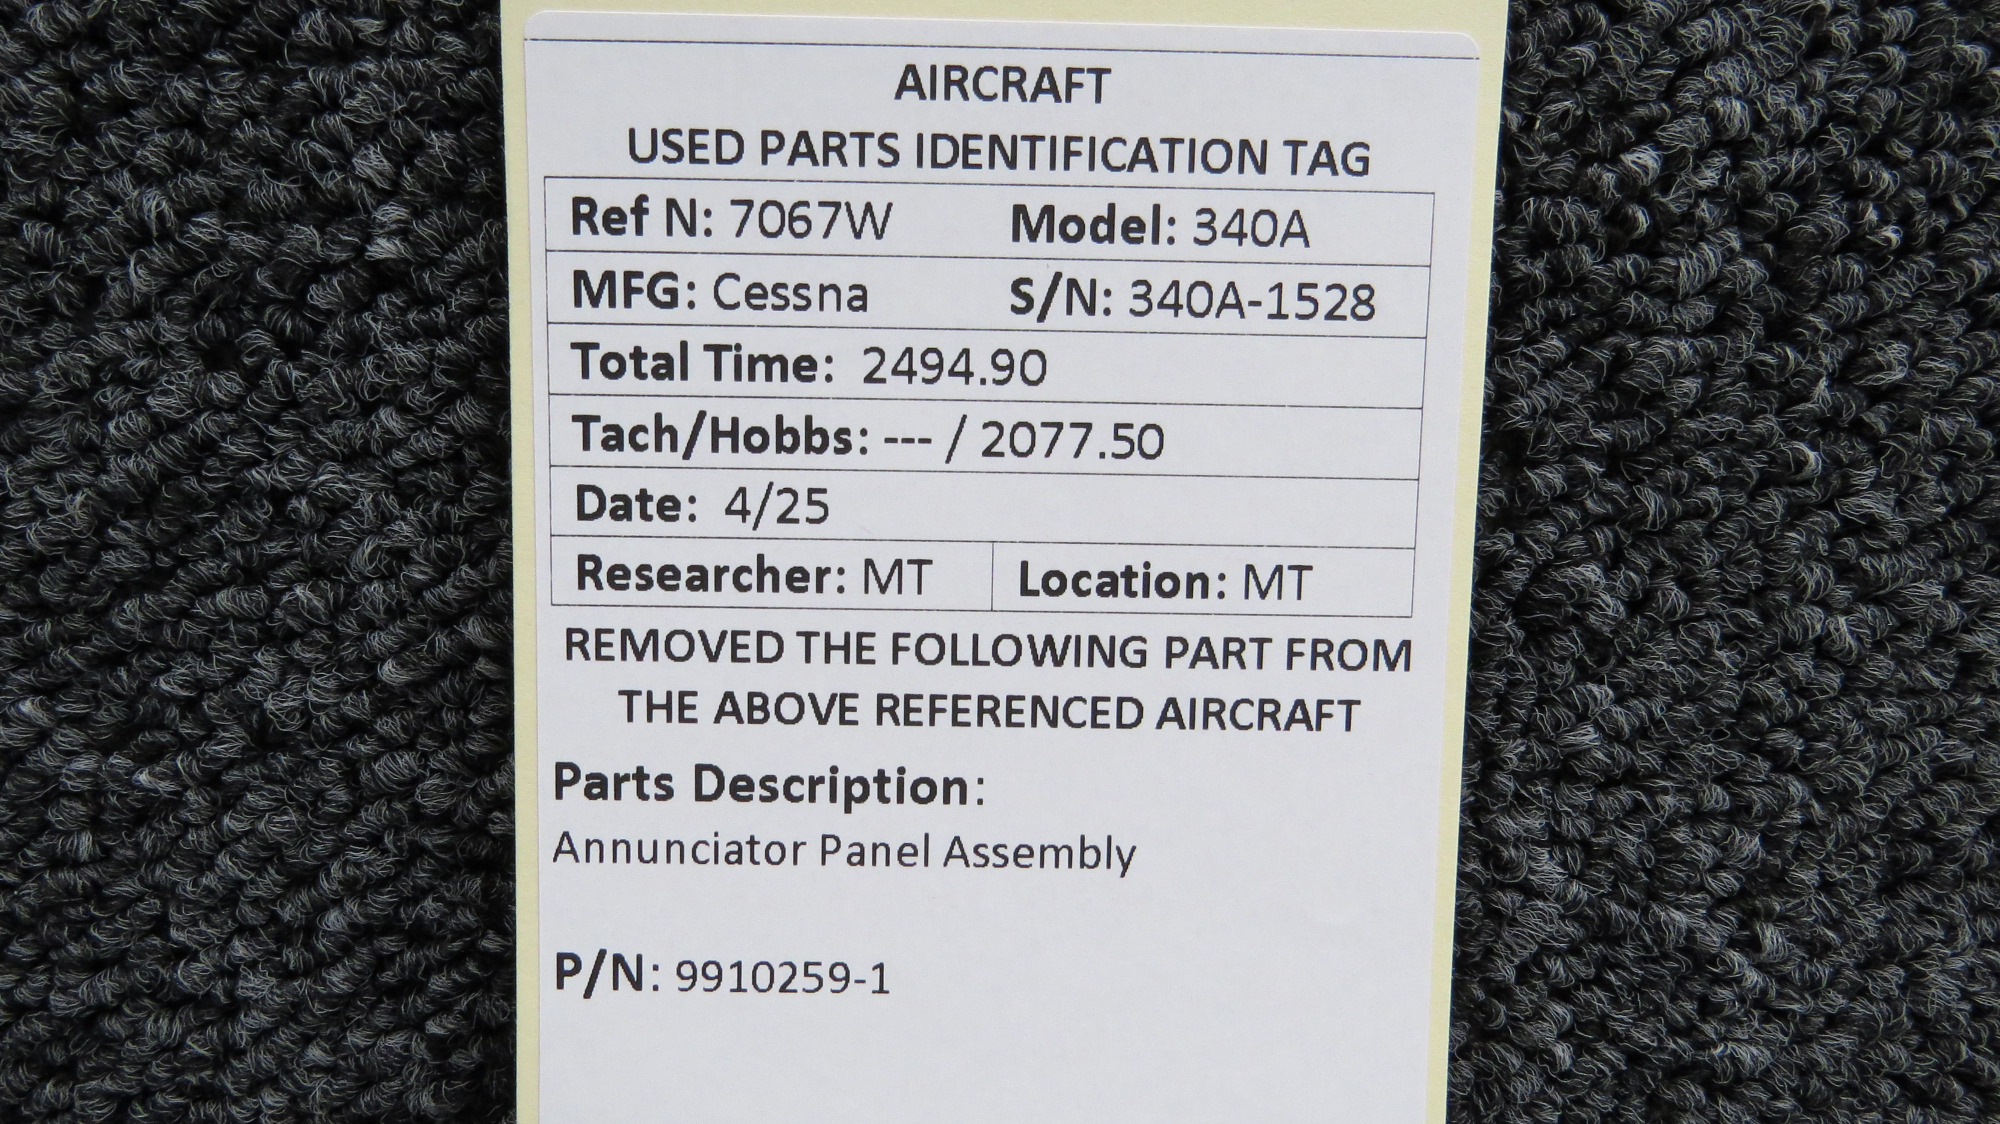 AIRCRAFT
USED PARTS IDENTIFICATION TAG
Ref N: 7067W Model: 340A
MFG: Cessna S/N: 340A-1528
Total Time: 2494.90
Tach/Hobbs: --- / 2077.50
Date: 4/25
Researcher: MT Location: MT
REMOVED THE FOLLOWING PART FROM
THE ABOVE REFERENCED AIRCRAFT
Parts Description:
Annunciator Panel Assembly
P/N: 9910259-1